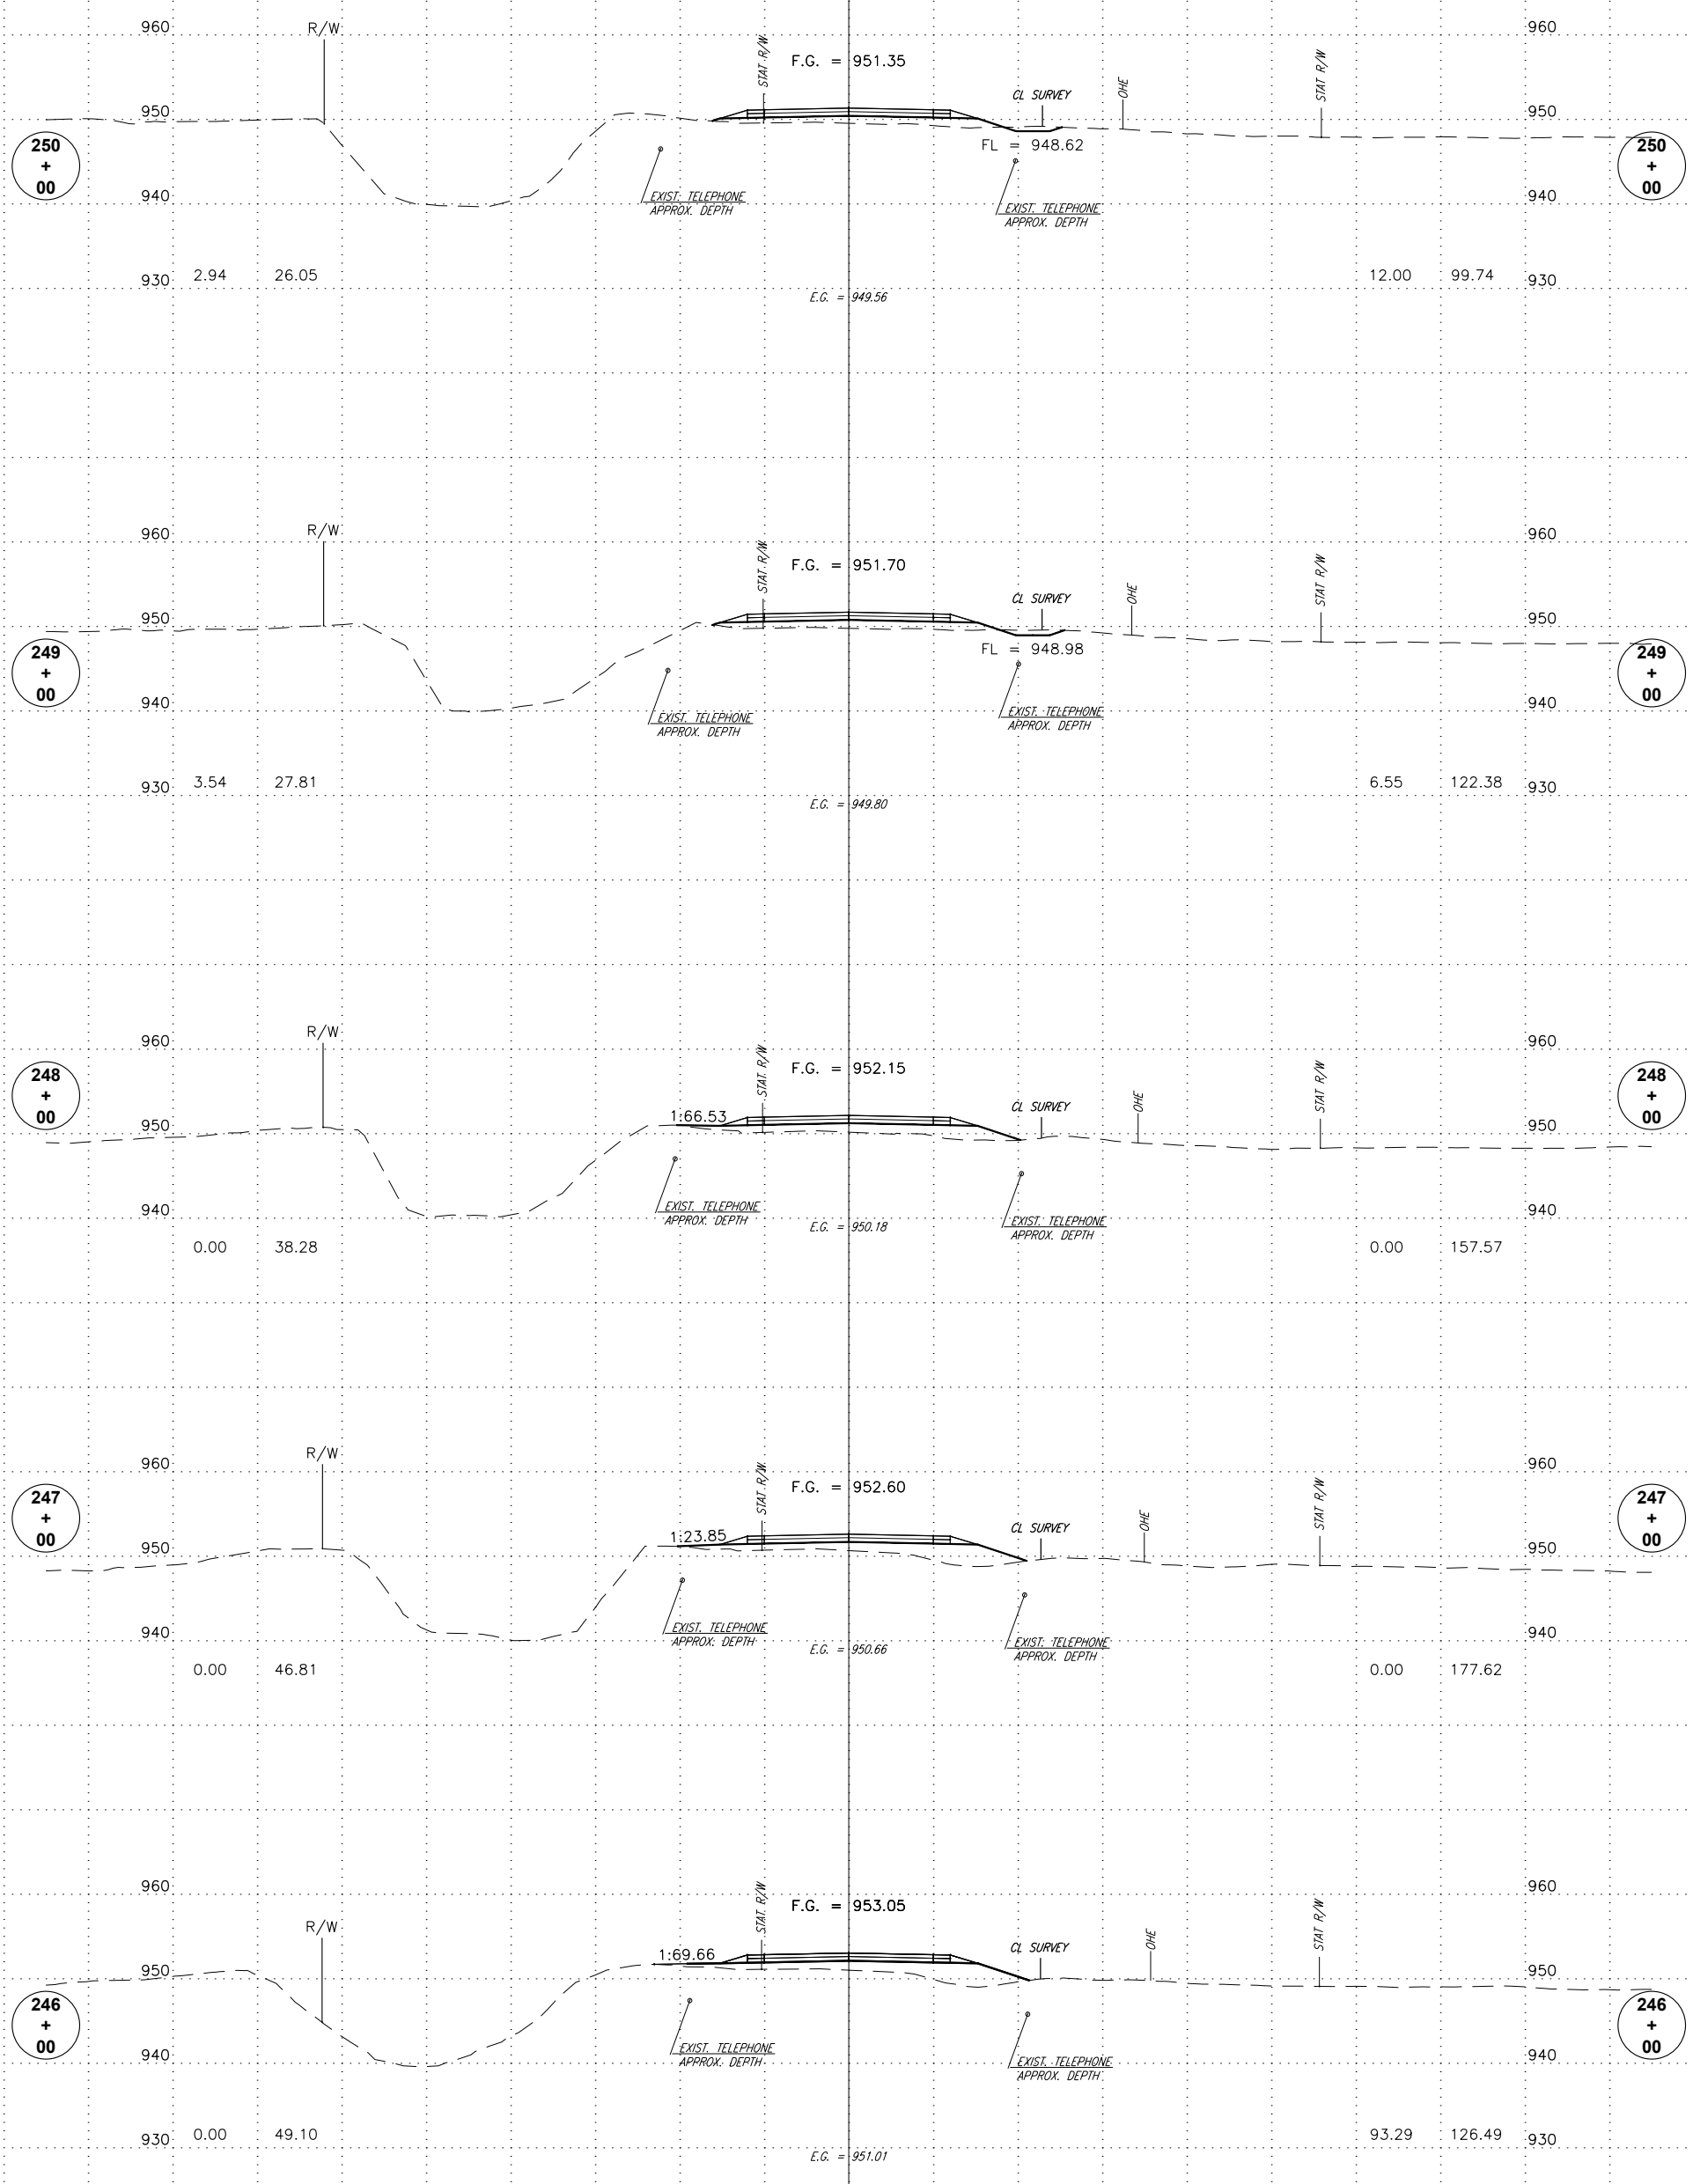 960 R/W STAT R/W F.G. = 951.35 CL SURVEY OHE STAT R/W 960
950 950
FL = 948.62
250
+
00
250
+
00
940 940
EXIST. TELEPHONE
APPROX. DEPTH
EXIST. TELEPHONE
APPROX. DEPTH
930 2.94 26.05 12.00 99.74 930
E.G. = 949.56
960 R/W STAT R/W F.G. = 951.70 CL SURVEY OHE STAT R/W 960
950 950
FL = 948.98
249
+
00
249
+
00
940 940
EXIST. TELEPHONE
APPROX. DEPTH
EXIST. TELEPHONE
APPROX. DEPTH
930 3.54 27.81 6.55 122.38 930
E.G. = 949.80
960 R/W STAT R/W F.G. = 952.15 CL SURVEY OHE STAT R/W 960
248
+
00
248
+
00
950 1:66.53 950
940 940
EXIST. TELEPHONE
APPROX. DEPTH
E.G. = 950.18
EXIST. TELEPHONE
APPROX. DEPTH
0.00 38.28 0.00 157.57
960 R/W STAT R/W F.G. = 952.60 CL SURVEY OHE STAT R/W 960
247
+
00
247
+
00
950 1:23.85 950
940 940
EXIST. TELEPHONE
APPROX. DEPTH
E.G. = 950.66
EXIST. TELEPHONE
APPROX. DEPTH
0.00 46.81 0.00 177.62
960 R/W STAT R/W F.G. = 953.05 CL SURVEY OHE STAT R/W 960
950 1:69.66 950
246
+
00
246
+
00
940 940
EXIST. TELEPHONE
APPROX. DEPTH
EXIST. TELEPHONE
APPROX. DEPTH
930 0.00 49.10 93.29 126.49 930
E.G. = 951.01